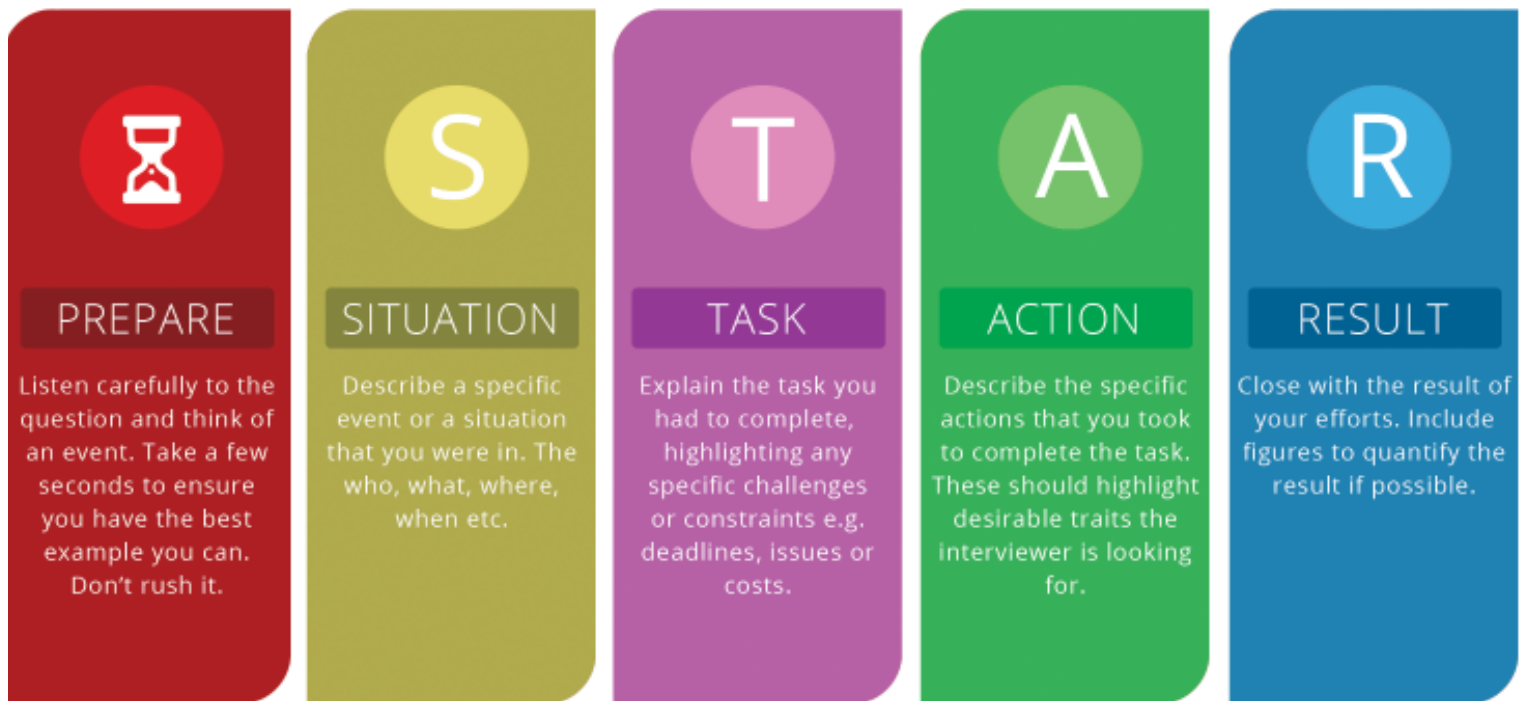 S
T
A
R
PREPARE
Listen carefully to the
question and think of
an event. Take a few
seconds to ensure
you have the best
example you can.
Don’t rush it.
SITUATION
Describe a specific
event or a situation
that you were in. The
who, what, where,
when etc.
TASK
Explain the task you
had to complete,
highlighting any
specific challenges
or constraints e.g.
deadlines, issues or
costs.
ACTION
Describe the specific
actions that you took
to complete the task.
These should highlight
desirable traits the
interviewer is looking
for.
RESULT
Close with the result of
your efforts. Include
figures to quantify the
result if possible.